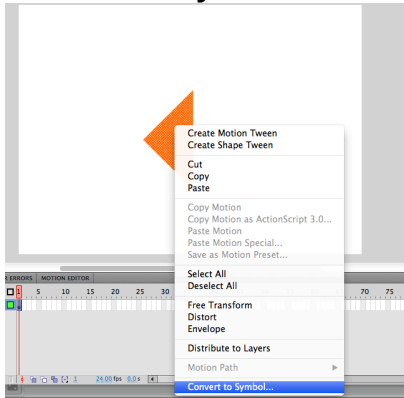 Create Motion Tween
Create Shape Tween
Cut
Copy
Paste
Copy Motion
Copy Motion as ActionScript 3.0...
Paste Motion
Paste Motion Special...
Save as Motion Preset...
Select All
Deselect All
Free Transform
Distort
Envelope
Distribute to Layers
Motion Path
Convert to Symbol...
ERRORS MOTION EDITOR
1 5 10 15 20 25 30 70 75
1 24.00 fps 0.0 s